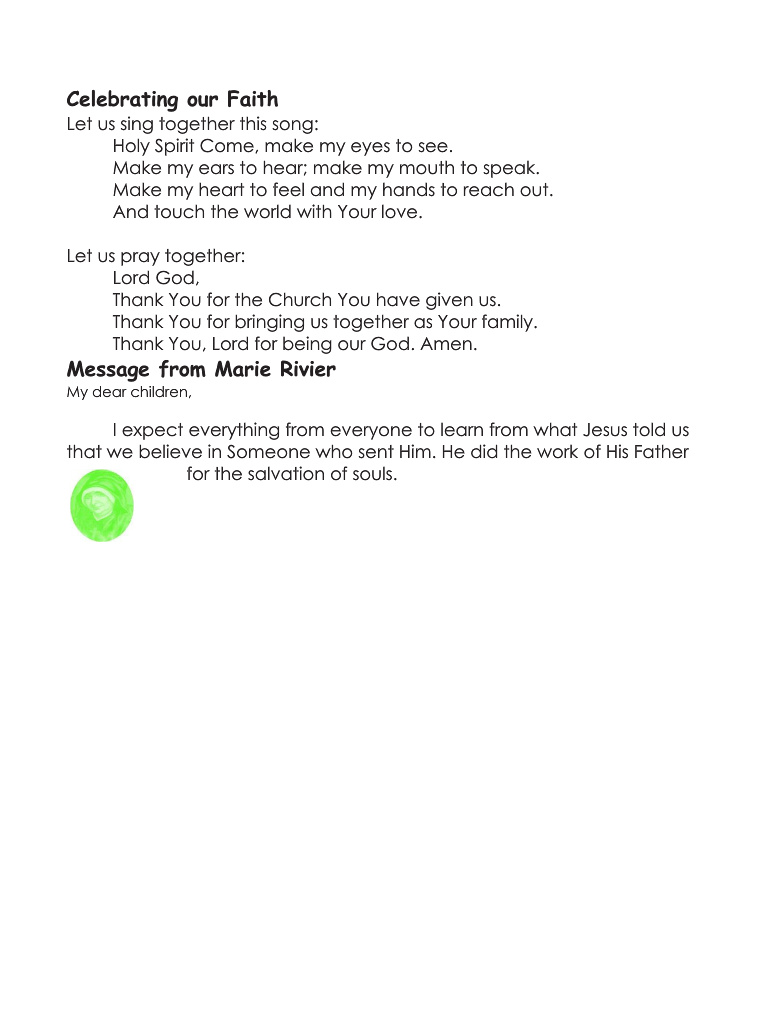 Celebrating our Faith
Let us sing together this song:
Holy Spirit Come, make my eyes to see.
Make my ears to hear; make my mouth to speak.
Make my heart to feel and my hands to reach out.
And touch the world with Your love.
Let us pray together:
Lord God,
Thank You for the Church You have given us.
Thank You for bringing us together as Your family.
Thank You, Lord for being our God. Amen.
Message from Marie Rivier
My dear children,
I expect everything from everyone to learn from what Jesus told us
that we believe in Someone who sent Him. He did the work of His Father
for the salvation of souls.